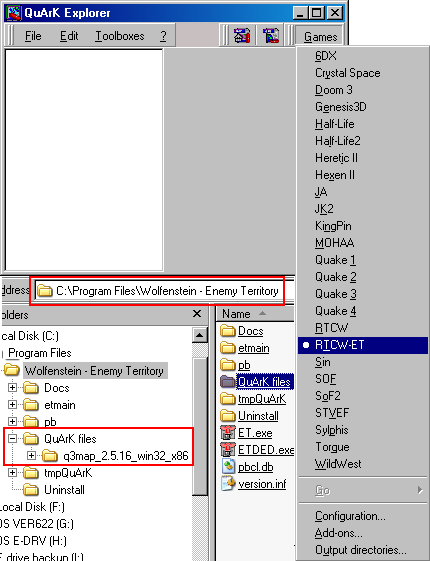 QuArK Explorer
File Edit Toolboxes ? Games
6DX
Crystal Space
Doom 3
Genesis3D
Half-Life
Half-Life2
Heretic II
Hexen II
JA
JK2
KingPin
MOHAA
Quake 1
Quake 2
Quake 3
Quake 4
RTCW
RTCW-ET
Sin
SOF
SoF2
STVEF
Sylphis
Torgue
WildWest
Go
Configuration...
Add-ons...
Output directories...
ddress C:\Program Files\Wolfenstein - Enemy Territory
olders
ocal Disk (C:)
Program Files
Wolfenstein - Enemy Territory
Docs
etmain
pb
QuArK files
q3map_2.5.16_win32_x86
tmpQuArK
Uninstall
ocal Disk (F:)
OS VER622 (G:)
OS E-DRV (H:)
E drive backup (I:)
Name
Docs
etmain
pb
QuArK files
tmpQuArK
Uninstall
ET.exe
ETDED.exe
pbcl.db
version.inf